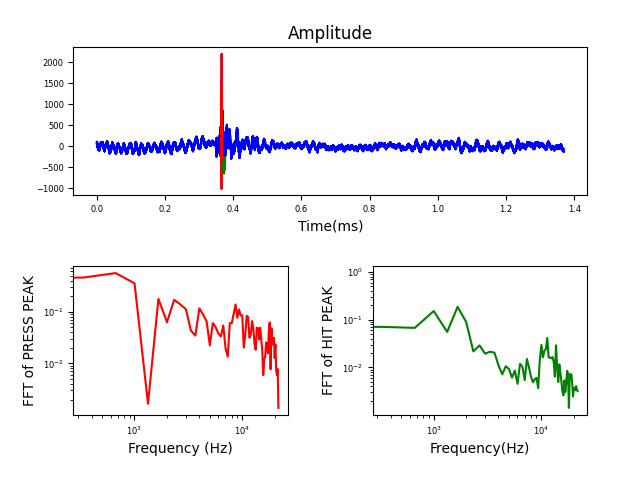 Amplitude
2000
1500
1000
500
0
−500
−1000
0.0 0.2 0.4 0.6 0.8 1.0 1.2 1.4
Time(ms)
FFT of PRESS PEAK
10⁻¹
10⁻²
10³ 10⁴
Frequency (Hz)
FFT of HIT PEAK
10⁰
10⁻¹
10⁻²
10³ 10⁴
Frequency(Hz)